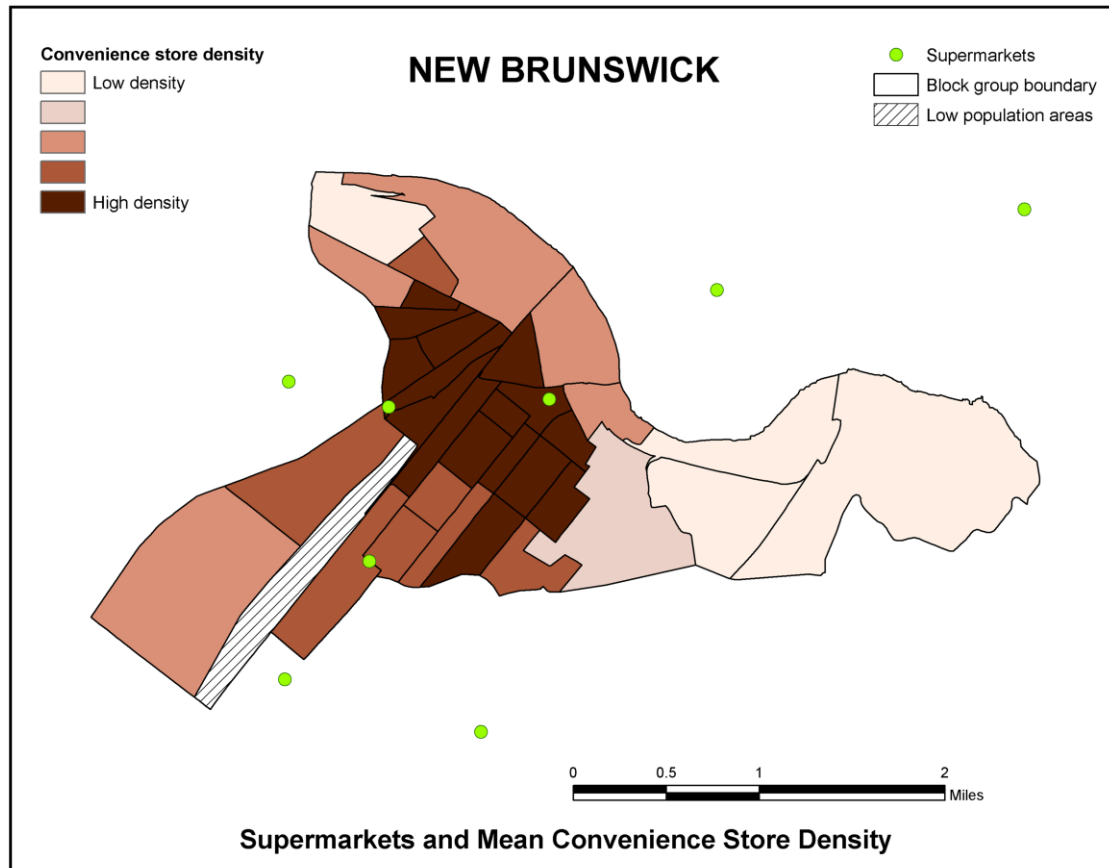 Convenience store density
Low density
High density
NEW BRUNSWICK
Supermarkets
Block group boundary
Low population areas
0 0.5 1 2
Miles
Supermarkets and Mean Convenience Store Density